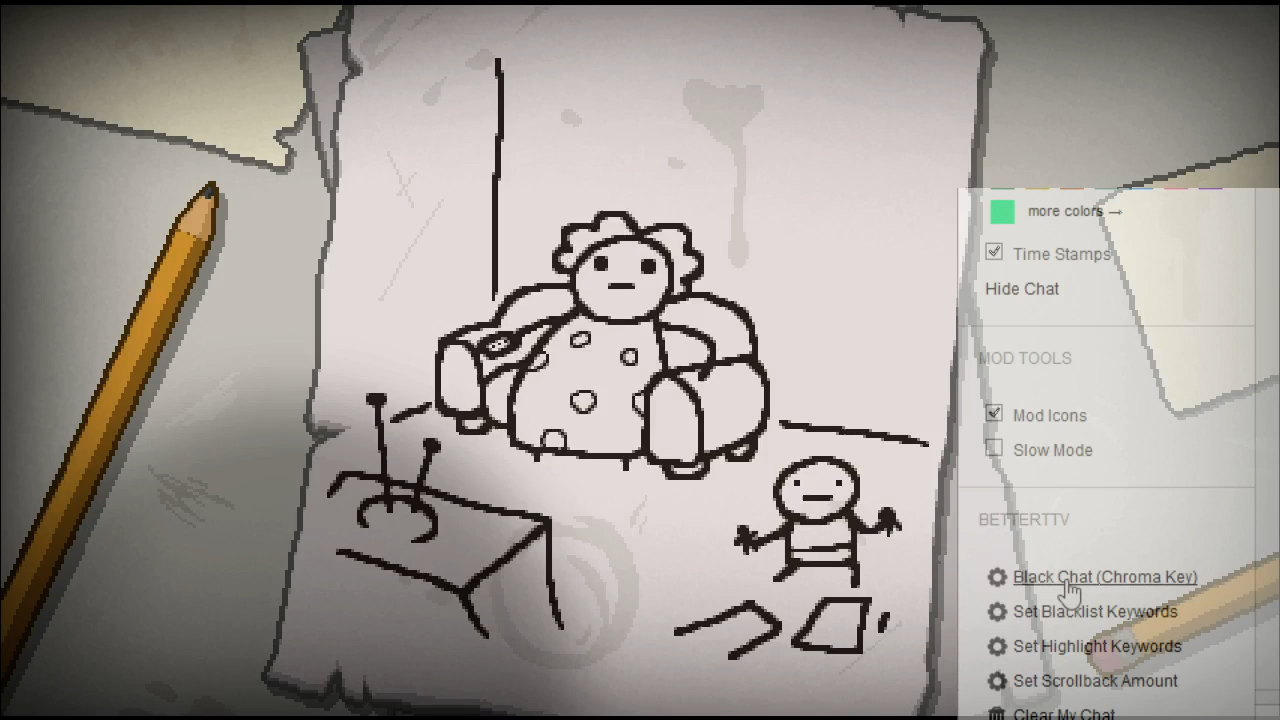 more colors →
Time Stamps
Hide Chat
MOD TOOLS
Mod Icons
Slow Mode
BETTERTTV
Black Chat (Chroma Key)
Set Blacklist Keywords
Set Highlight Keywords
Set Scrollback Amount
Clear My Chat